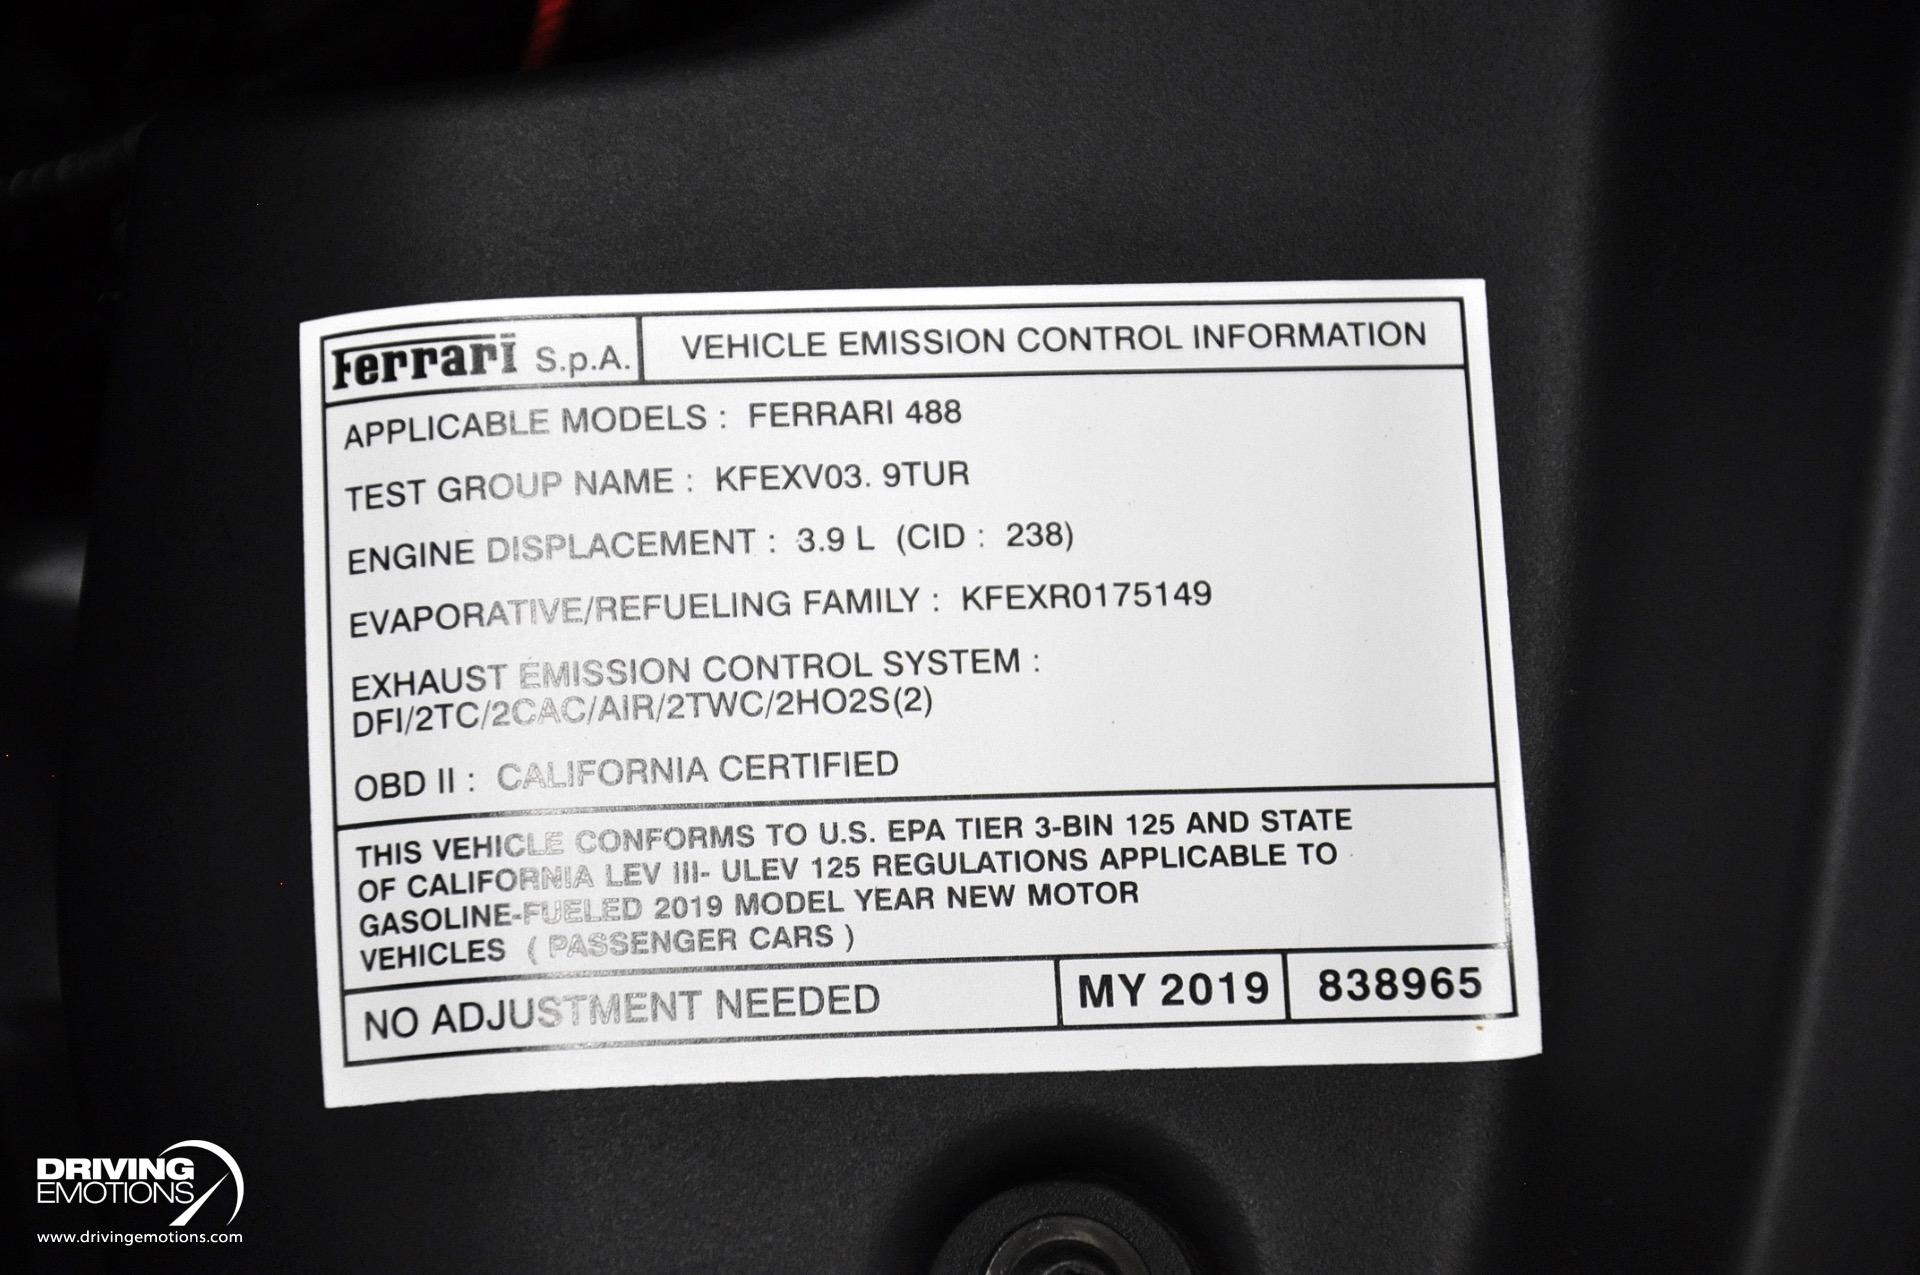 Ferrari S.p.A. VEHICLE EMISSION CONTROL INFORMATION
APPLICABLE MODELS : FERRARI 488
TEST GROUP NAME : KFEXV03. 9TUR
ENGINE DISPLACEMENT : 3.9 L (CID : 238)
EVAPORATIVE/REFUELING FAMILY : KFEXR0175149
EXHAUST EMISSION CONTROL SYSTEM :
DFI/2TC/2CAC/AIR/2TWC/2HO2S(2)
OBD II : CALIFORNIA CERTIFIED
THIS VEHICLE CONFORMS TO U.S. EPA TIER 3-BIN 125 AND STATE
OF CALIFORNIA LEV III- ULEV 125 REGULATIONS APPLICABLE TO
GASOLINE-FUELED 2019 MODEL YEAR NEW MOTOR
VEHICLES ( PASSENGER CARS )
NO ADJUSTMENT NEEDED MY 2019 838965
DRIVING
EMOTIONS
www.drivingemotions.com